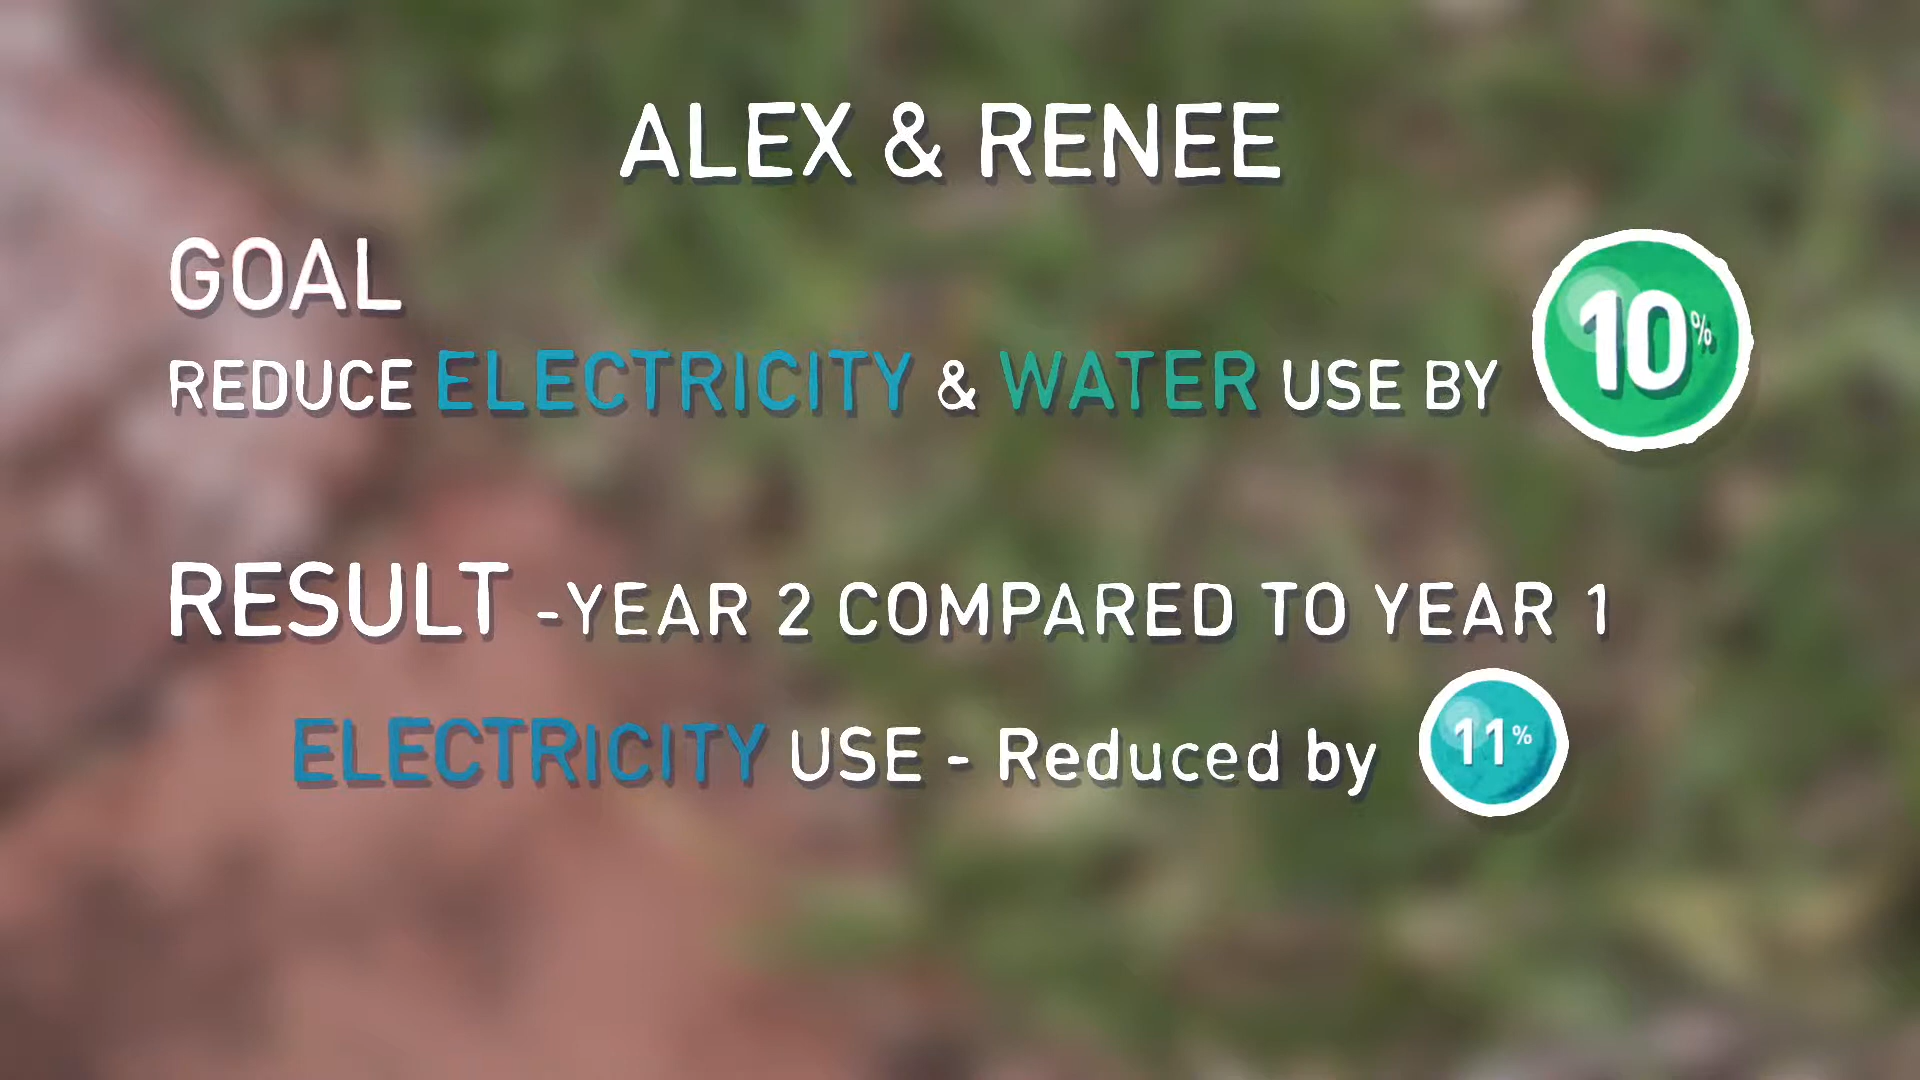 ALEX & RENEE
GOAL
REDUCE ELECTRICITY & WATER USE BY 10%
RESULT -YEAR 2 COMPARED TO YEAR 1
ELECTRICITY USE - Reduced by 11%